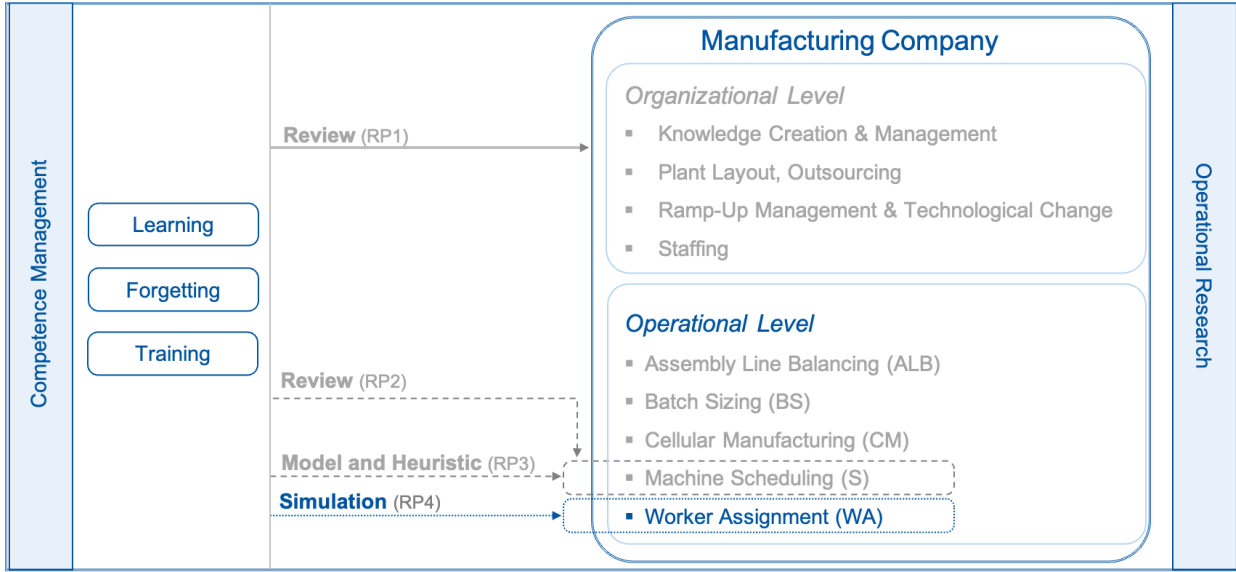 Competence Management
Learning
Forgetting
Training
Review (RP1)
Review (RP2)
Model and Heuristic (RP3)
Simulation (RP4)
Manufacturing Company
Organizational Level
▪ Knowledge Creation & Management
▪ Plant Layout, Outsourcing
▪ Ramp-Up Management & Technological Change
▪ Staffing
Operational Level
▪ Assembly Line Balancing (ALB)
▪ Batch Sizing (BS)
▪ Cellular Manufacturing (CM)
▪ Machine Scheduling (S)
▪ Worker Assignment (WA)
Operational Research